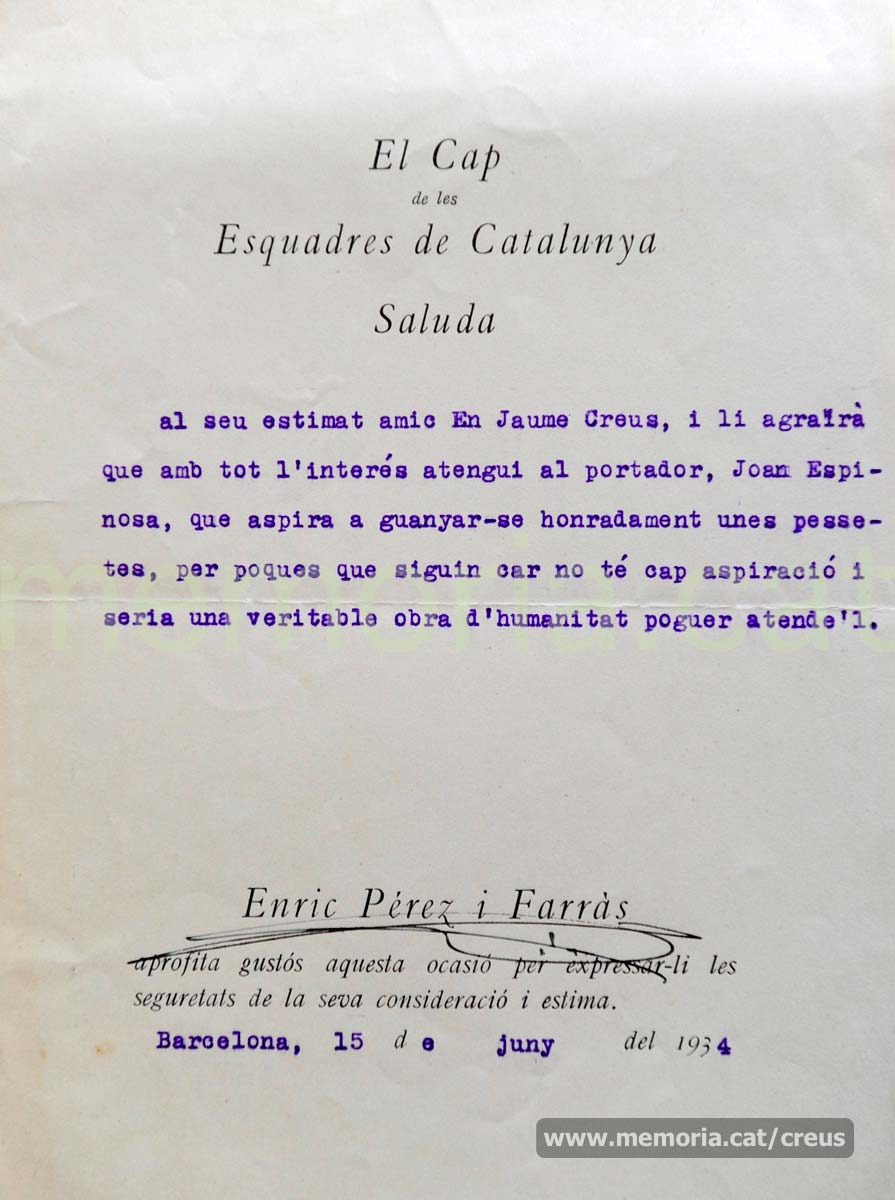 El Cap
de les
Esquadres de Catalunya
Saluda
al seu estimat amic En Jaume Creus, i li agraïrà
que amb tot l'interés atengui al portador, Joan Espi-
nosa, que aspira a guanyar-se honradament unes pesse-
tes, per poques que siguin car no té cap aspiració i
seria una veritable obra d'humanitat poguer atende'l.
memoria.cat
Enric Pérez i Farràs
aprofita gustós aquesta ocasió per expressar-li les
seguretats de la seva consideració i estima.
Barcelona, 15 de juny del 1934
www.memoria.cat/creus